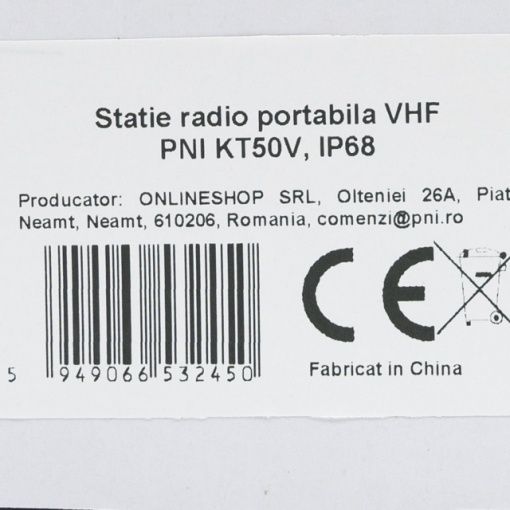 Statie radio portabila VHF
PNI KT50V, IP68
Producator: ONLINESHOP SRL, Olteniei 26A, Piat
Neamt, Neamt, 610206, Romania, comenzi@pni.ro
CE
5 949066 532450
Fabricat in China